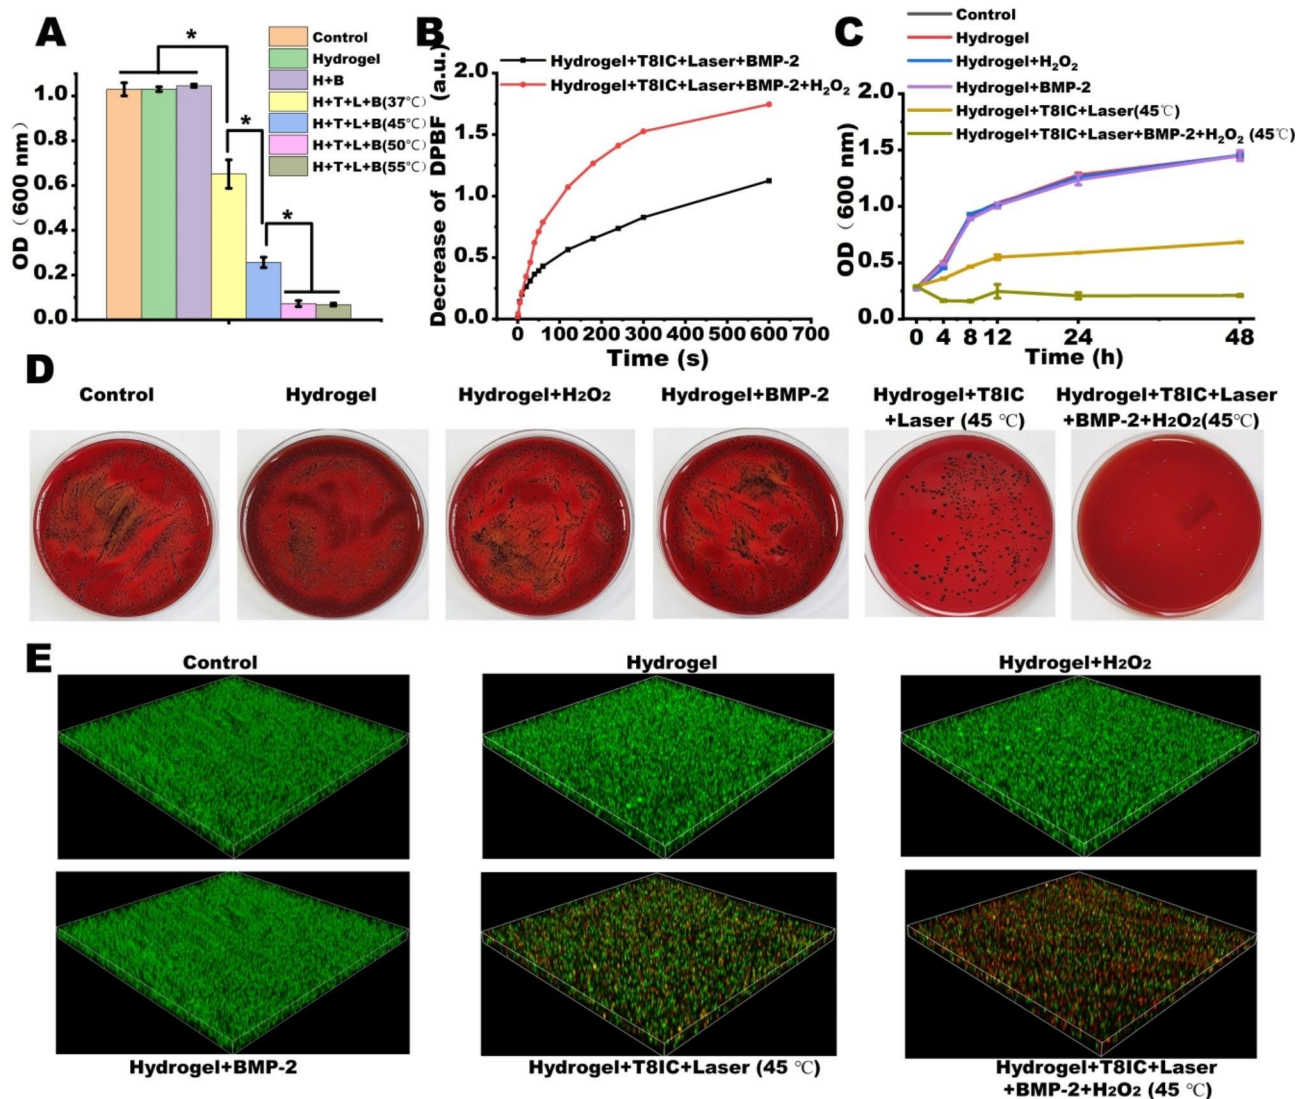 A
*
*
*
Control
Hydrogel
H+B
H+T+L+B(37℃)
H+T+L+B(45℃)
H+T+L+B(50℃)
H+T+L+B(55℃)
OD（600 nm)
1.0
0.8
0.6
0.4
0.2
0.0
B
Hydrogel+T8IC+Laser+BMP-2
Hydrogel+T8IC+Laser+BMP-2+H₂O₂
Decrease of DPBF (a.u.)
2.0
1.5
1.0
0.5
0.0
0 100 200 300 400 500 600 700
Time (s)
C
Control
Hydrogel
Hydrogel+H₂O₂
Hydrogel+BMP-2
Hydrogel+T8IC+Laser(45℃)
Hydrogel+T8IC+Laser+BMP-2+H₂O₂ (45℃)
OD（600 nm)
2.0
1.5
1.0
0.5
0.0
0 4 8 12 24 48
Time (h)
D
Control
Hydrogel
Hydrogel+H₂O₂
Hydrogel+BMP-2
Hydrogel+T8IC
+Laser (45 ℃)
Hydrogel+T8IC+Laser
+BMP-2+H₂O₂(45℃)
E
Control
Hydrogel
Hydrogel+H₂O₂
Hydrogel+BMP-2
Hydrogel+T8IC+Laser (45 ℃)
Hydrogel+T8IC+Laser
+BMP-2+H₂O₂ (45 ℃)